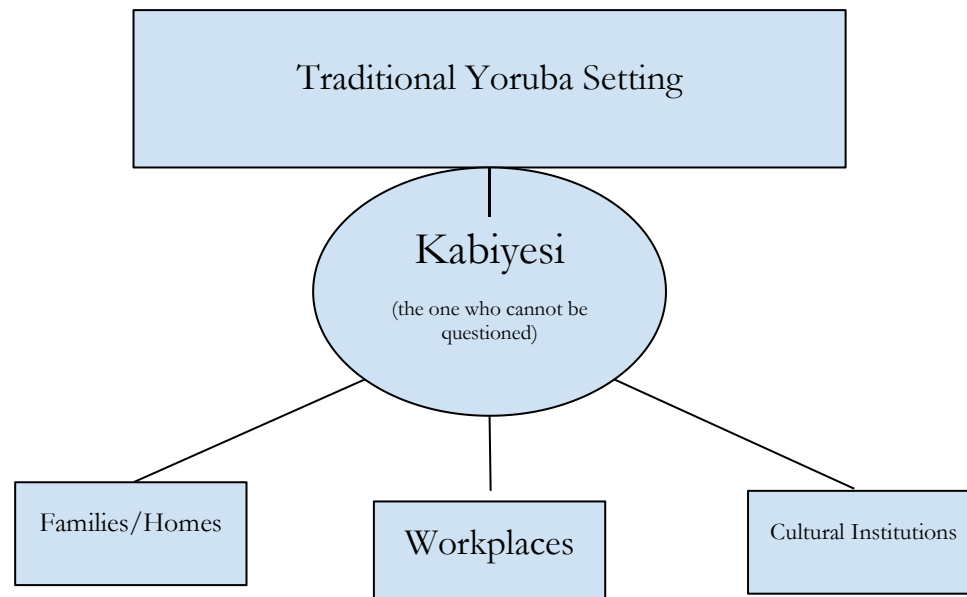 Traditional Yoruba Setting
Kabiyesi
(the one who cannot be
questioned)
Families/Homes
Workplaces
Cultural Institutions